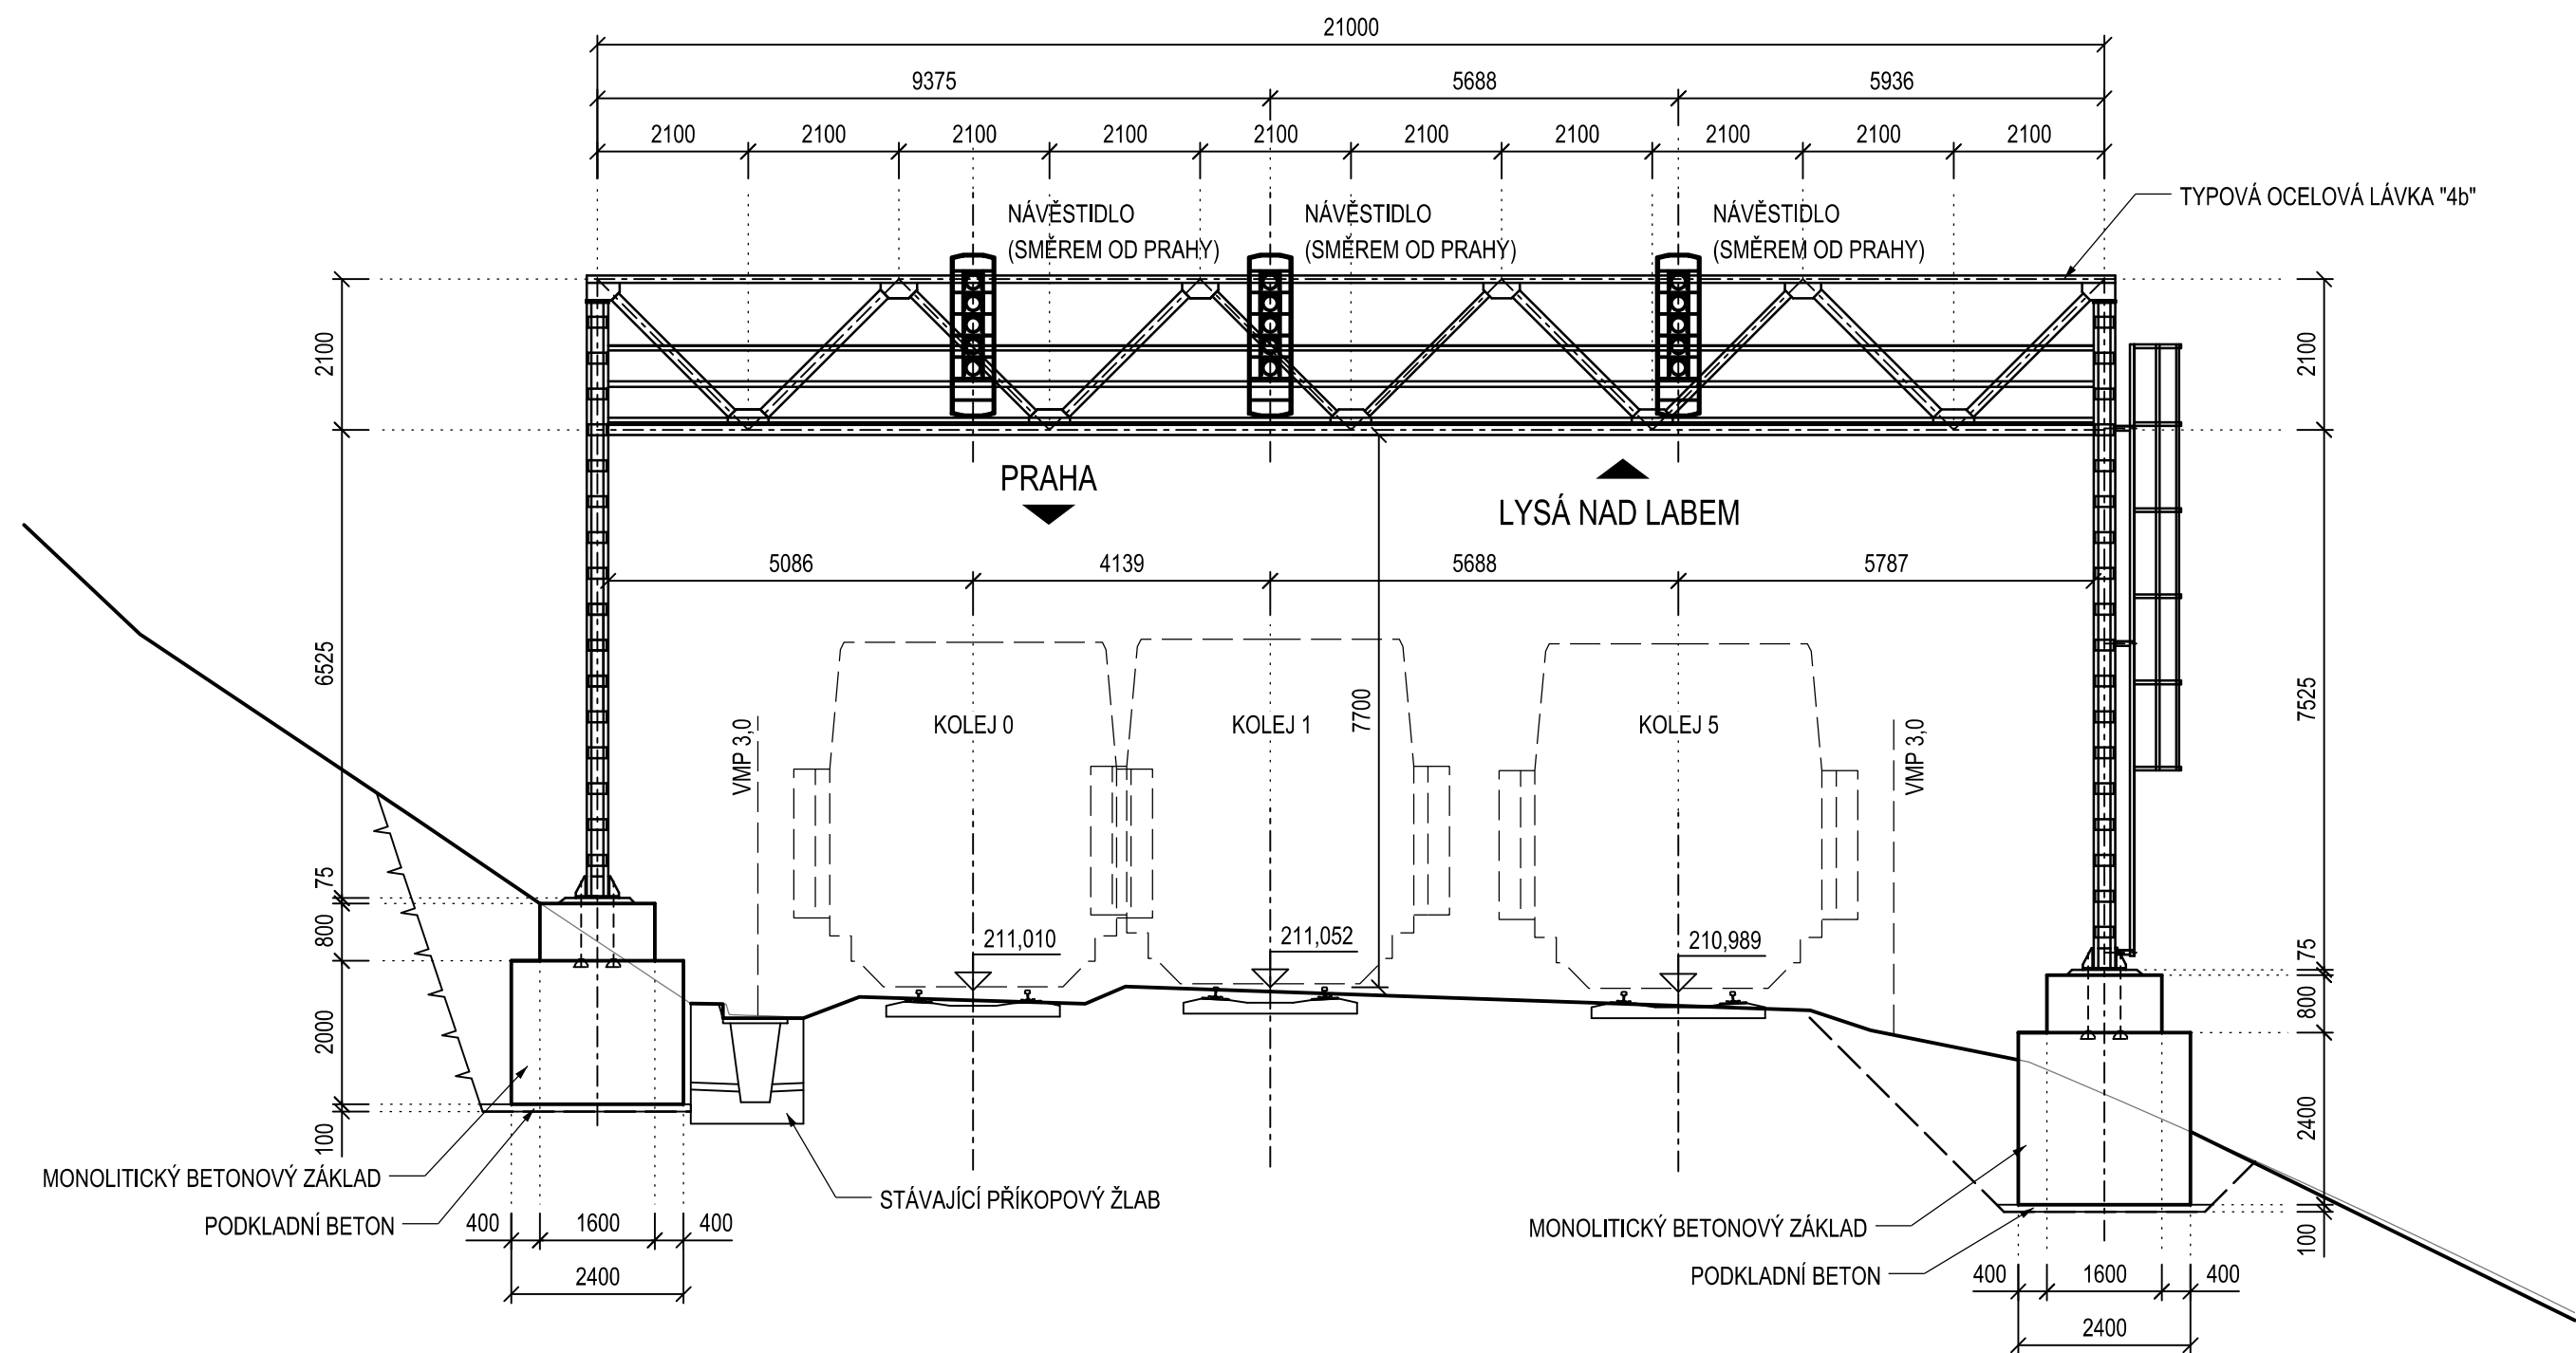 21000
9375 5688 5936
2100 2100 2100 2100 2100 2100 2100 2100 2100 2100
NÁVĚSTIDLO
(SMĚREM OD PRAHY)
NÁVĚSTIDLO
(SMĚREM OD PRAHY)
NÁVĚSTIDLO
(SMĚREM OD PRAHY)
TYPOVÁ OCELOVÁ LÁVKA "4b"
2100
6525
75
800
2000
100
PRAHA
LYSÁ NAD LABEM
5086 4139 5688 5787
7700
VMP 3,0
KOLEJ 0
KOLEJ 1
KOLEJ 5
VMP 3,0
211,010
211,052
210,989
2100
7525
75
800
2400
100
MONOLITICKÝ BETONOVÝ ZÁKLAD
PODKLADNÍ BETON
STÁVAJÍCÍ PŘÍKOPOVÝ ŽLAB
400 1600 400
2400
MONOLITICKÝ BETONOVÝ ZÁKLAD
PODKLADNÍ BETON
400 1600 400
2400